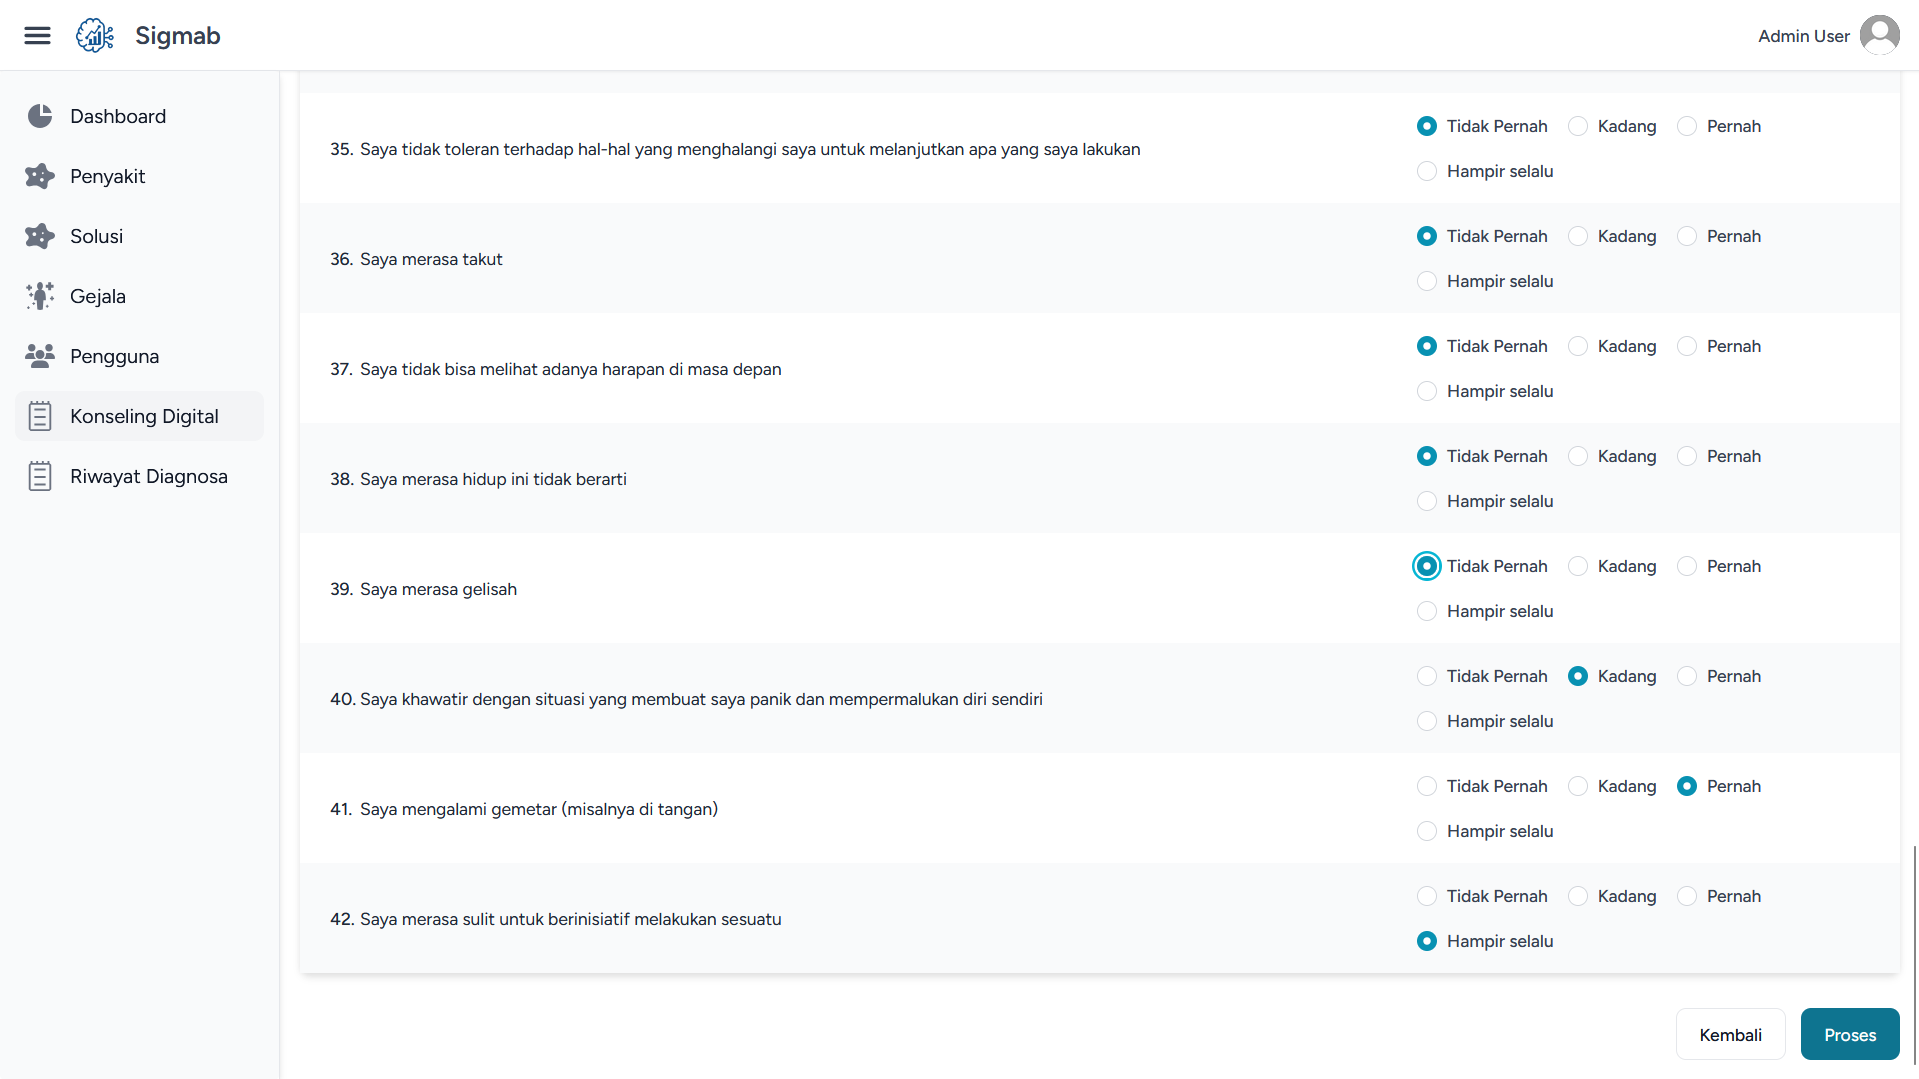 Sigmab
Admin User
Dashboard
Penyakit
Solusi
Gejala
Pengguna
Konseling Digital
Riwayat Diagnosa
35. Saya tidak toleran terhadap hal-hal yang menghalangi saya untuk melanjutkan apa yang saya lakukan
Tidak Pernah Kadang Pernah
Hampir selalu
36. Saya merasa takut
Tidak Pernah Kadang Pernah
Hampir selalu
37. Saya tidak bisa melihat adanya harapan di masa depan
Tidak Pernah Kadang Pernah
Hampir selalu
38. Saya merasa hidup ini tidak berarti
Tidak Pernah Kadang Pernah
Hampir selalu
39. Saya merasa gelisah
Tidak Pernah Kadang Pernah
Hampir selalu
40. Saya khawatir dengan situasi yang membuat saya panik dan mempermalukan diri sendiri
Tidak Pernah Kadang Pernah
Hampir selalu
41. Saya mengalami gemetar (misalnya di tangan)
Tidak Pernah Kadang Pernah
Hampir selalu
42. Saya merasa sulit untuk berinisiatif melakukan sesuatu
Tidak Pernah Kadang Pernah
Hampir selalu
Kembali
Proses